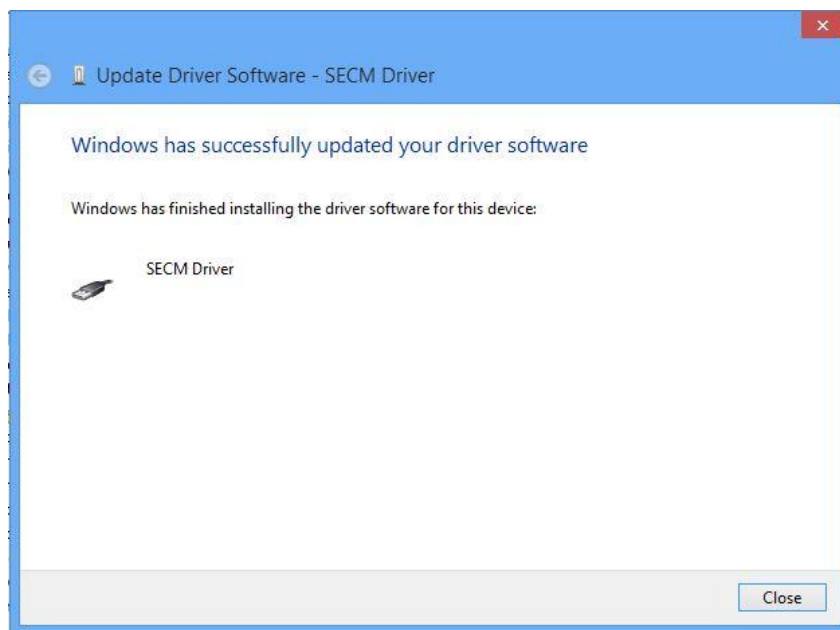 Update Driver Software - SECM Driver
Windows has successfully updated your driver software
Windows has finished installing the driver software for this device:
SECM Driver
Close